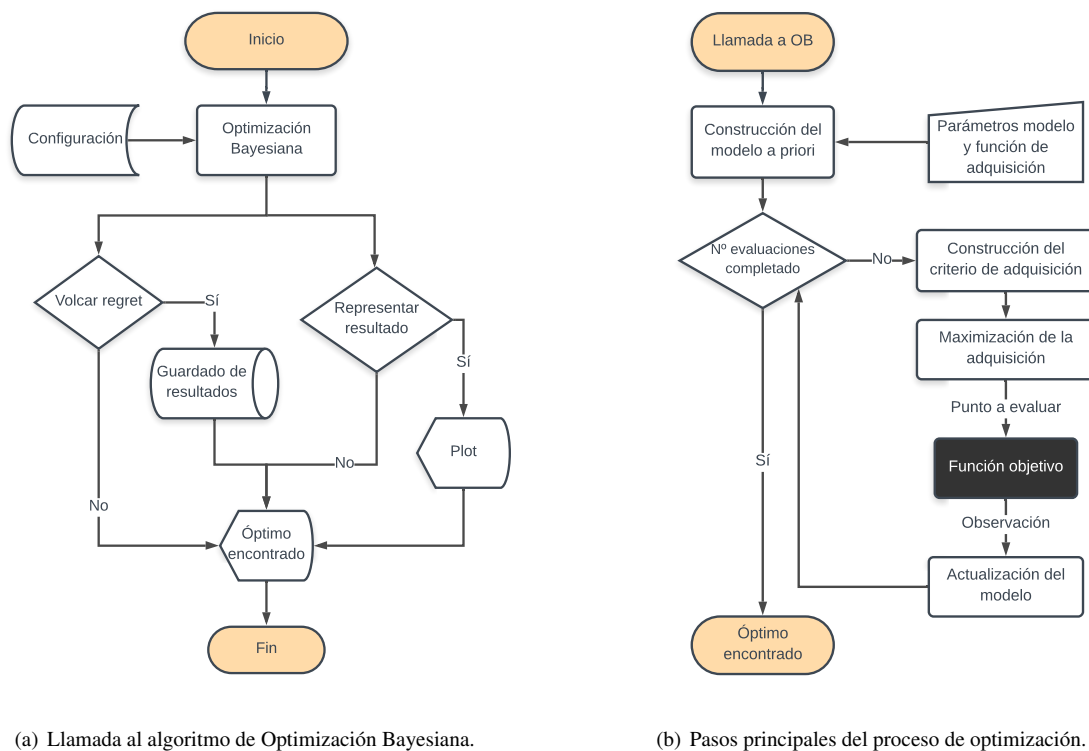 Inicio
Configuración
Optimización
Bayesiana
Volcar regret
Sí
Representar
resultado
Guardado de
resultados
Sí
Plot
No
No
Óptimo
encontrado
Fin
(a) Llamada al algoritmo de Optimización Bayesiana.
Llamada a OB
Construcción del
modelo a priori
Parámetros modelo
y función de
adquisición
Nº evaluaciones
completado
No
Construcción del
criterio de adquisición
Maximización de la
adquisición
Punto a evaluar
Función objetivo
Observación
Actualización del
modelo
Sí
Óptimo
encontrado
(b) Pasos principales del proceso de optimización.